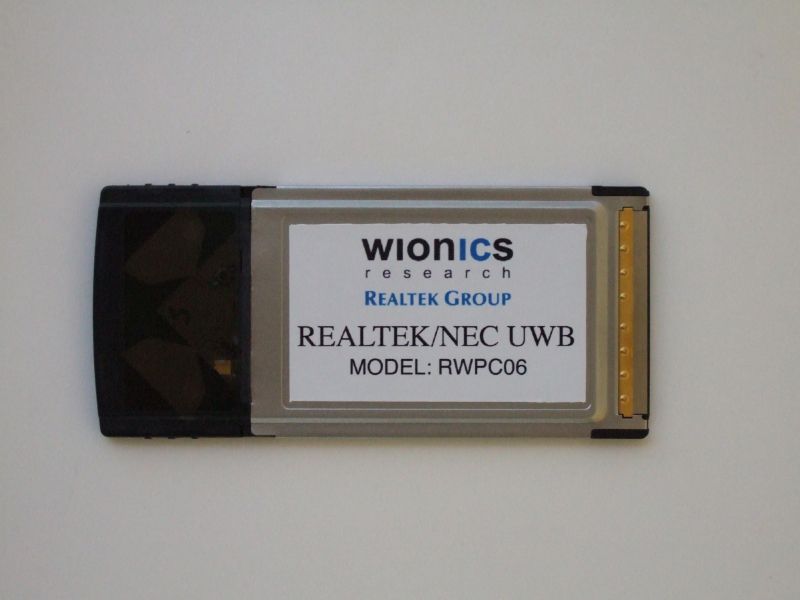 WIONICS
research
REALTEK GROUP
REALTEK/NEC UWB
MODEL: RWPC06